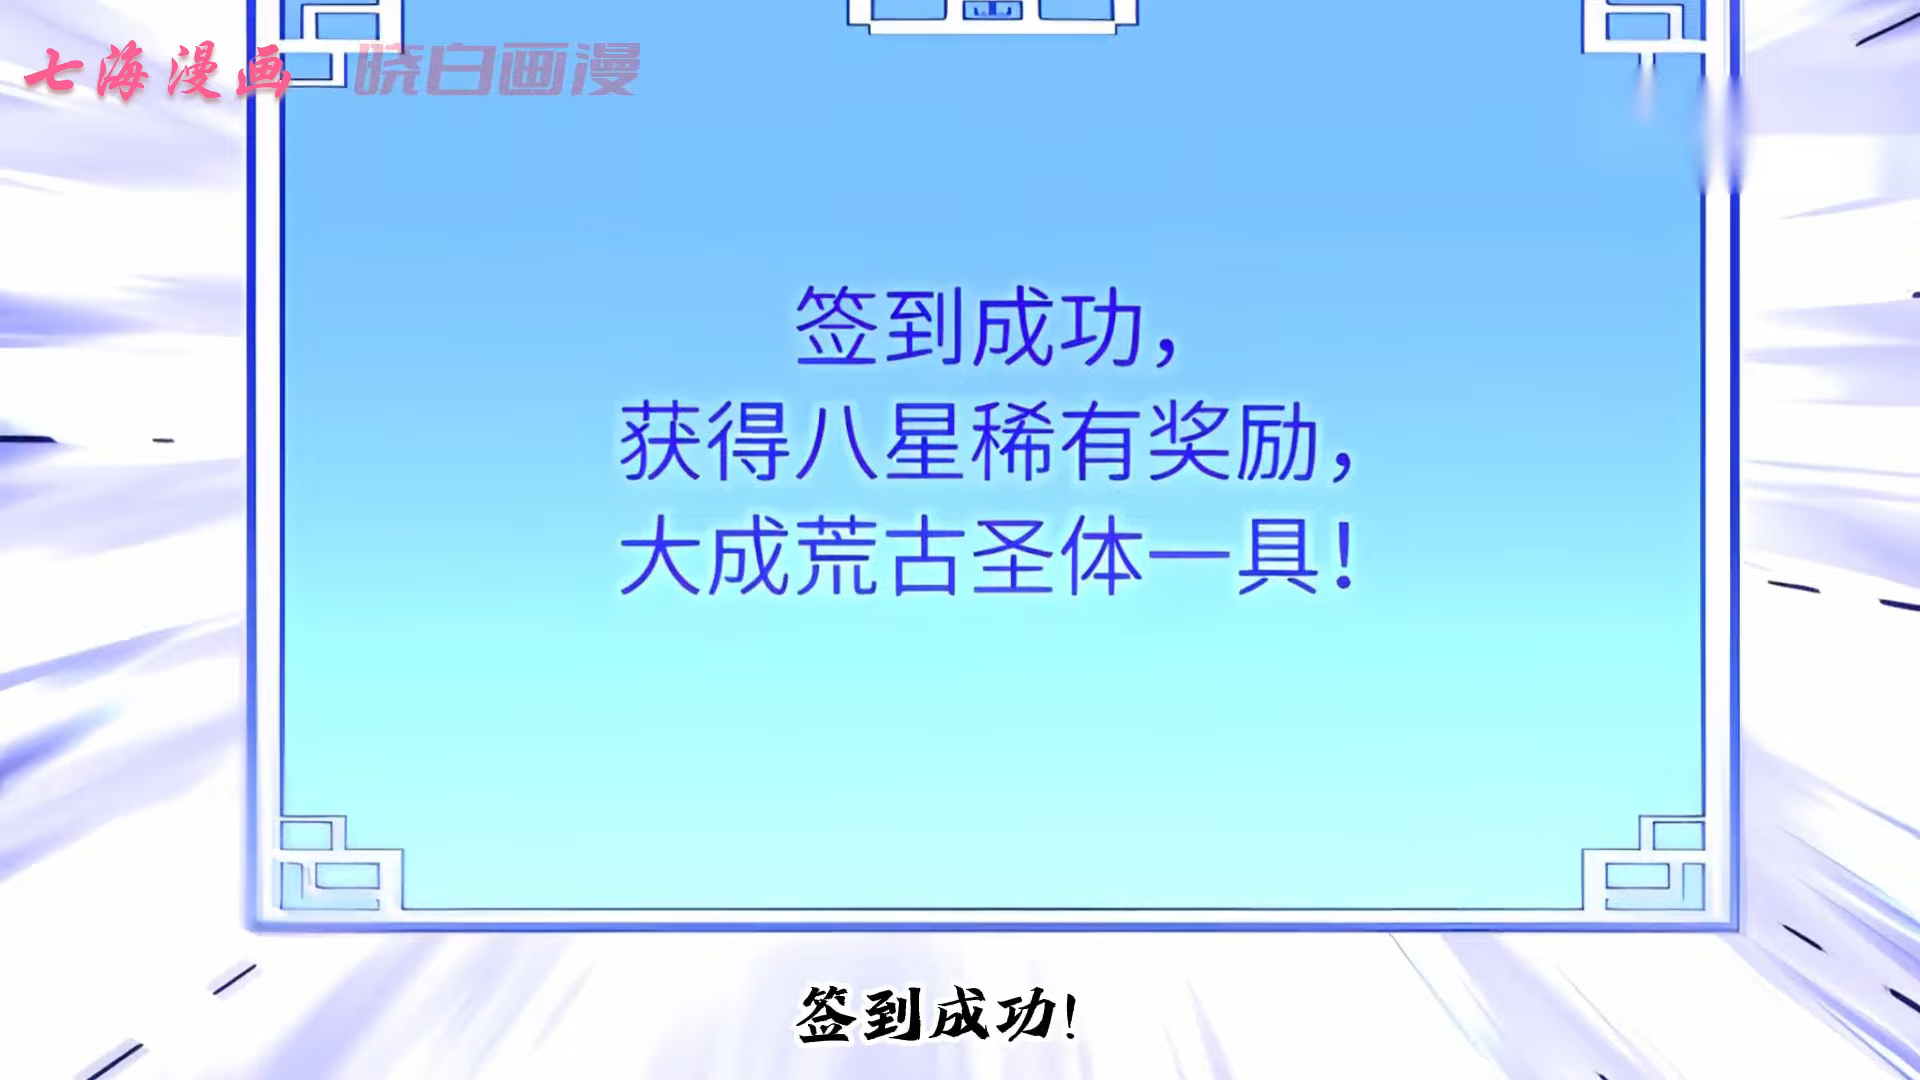 七海漫画
晓白画漫
签到成功，
获得八星稀有奖励，
大成荒古圣体一具！
签到成功！